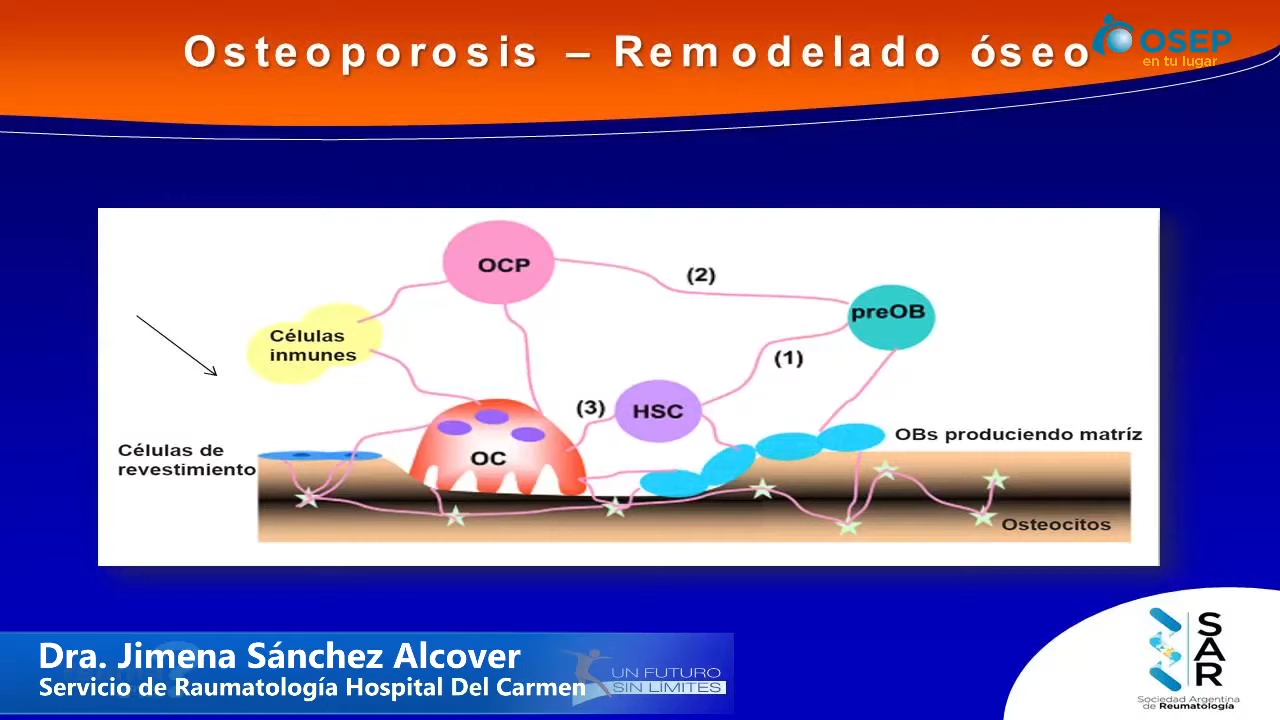 Osteoporosis – Remodelado óseo
OSEP
en tu lugar
OCP
(2)
preOB
Células
inmunes
(1)
(3)
HSC
OC
Células de
revestimiento
OBs produciendo matríz
Osteocitos
Dra. Jimena Sánchez Alcover
Servicio de Raumatología Hospital Del Carmen
UN FUTURO
SIN LÍMITES
SAR
Sociedad Argentina
de Reumatología